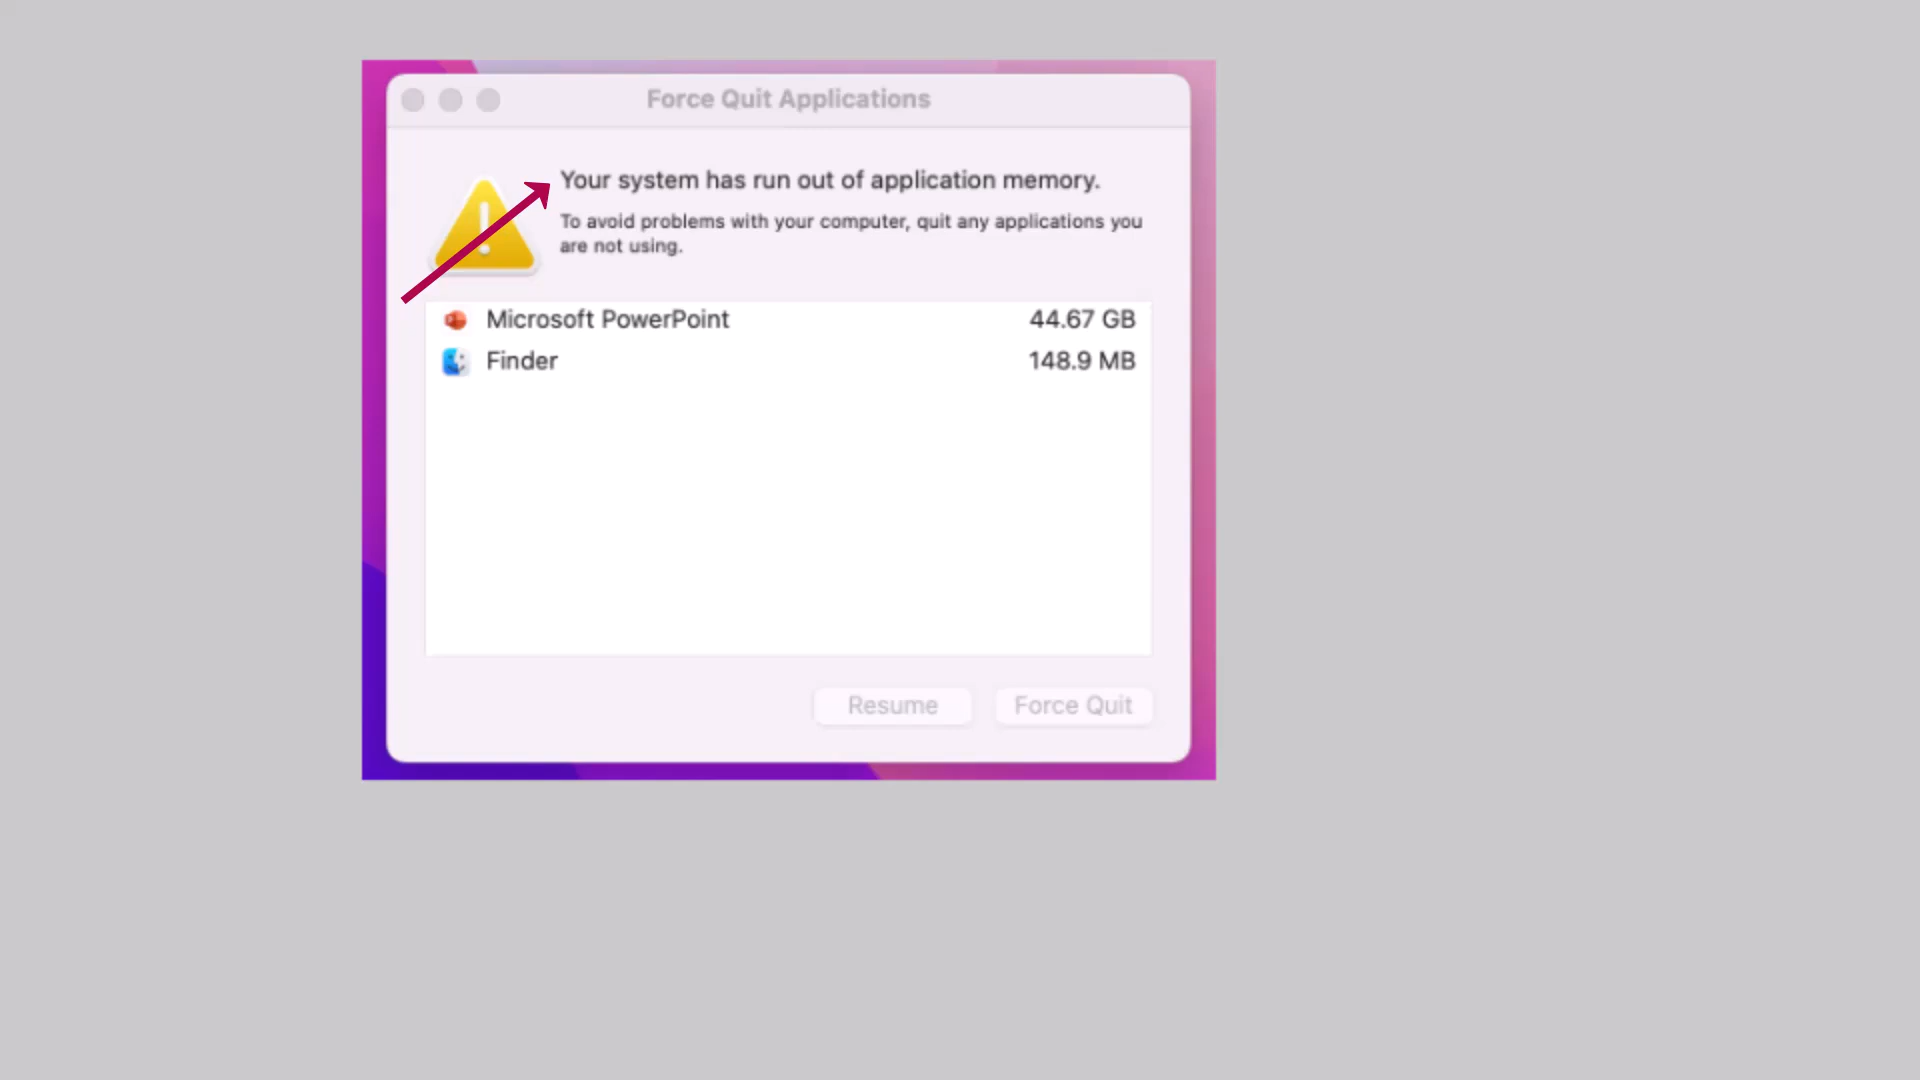 Force Quit Applications
Your system has run out of application memory.
To avoid problems with your computer, quit any applications you
are not using.
Microsoft PowerPoint 44.67 GB
Finder 148.9 MB
Resume Force Quit